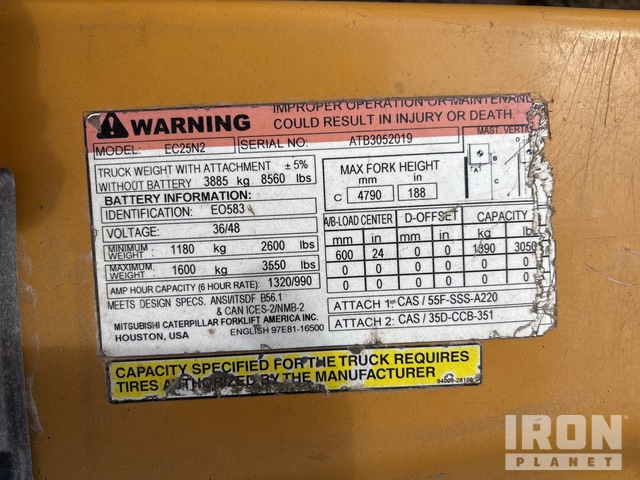 IMPROPER OPERATION OR MAINTENANC
WARNING COULD RESULT IN INJURY OR DEATH.
MODEL: EC25N2 SERIAL NO: ATB3052019 MAST: VERTIC
TRUCK WEIGHT WITH ATTACHMENT ± 5%
WITHOUT BATTERY 3885 kg 8560 lbs
BATTERY INFORMATION:
IDENTIFICATION: EO583
VOLTAGE: 36/48
MINIMUM WEIGHT: 1180 kg 2600 lbs
MAXIMUM WEIGHT: 1600 kg 3550 lbs
AMP HOUR CAPACITY (6 HOUR RATE): 1320/990
MEETS DESIGN SPECS. ANSI/ITSDF B56.1
& CAN ICES-2/NMB-2
MITSUBISHI CATERPILLAR FORKLIFT AMERICA INC.
HOUSTON, USA ENGLISH 97E81-16500
MAX FORK HEIGHT
mm in
C 4790 188
A/B-LOAD CENTER D-OFFSET CAPACITY
mm in mm in kg lbs
600 24 0 0 1390 3050
0 0 0 0 0 0
0 0 0 0 0 0
ATTACH 1: CAS / 55F-SSS-A220
ATTACH 2: CAS / 35D-CCB-351
CAPACITY SPECIFIED FOR THE TRUCK REQUIRES
TIRES AUTHORIZED BY THE MANUFACTURER
IRON
PLANET